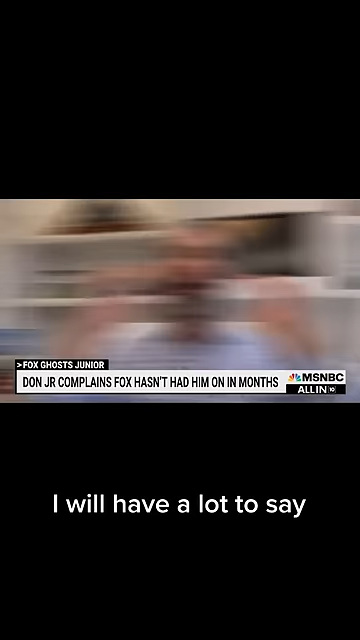 >FOX GHOSTS JUNIOR
DON JR COMPLAINS FOX HASN'T HAD HIM ON IN MONTHS
MSNBC
ALL IN 10
I will have a lot to say